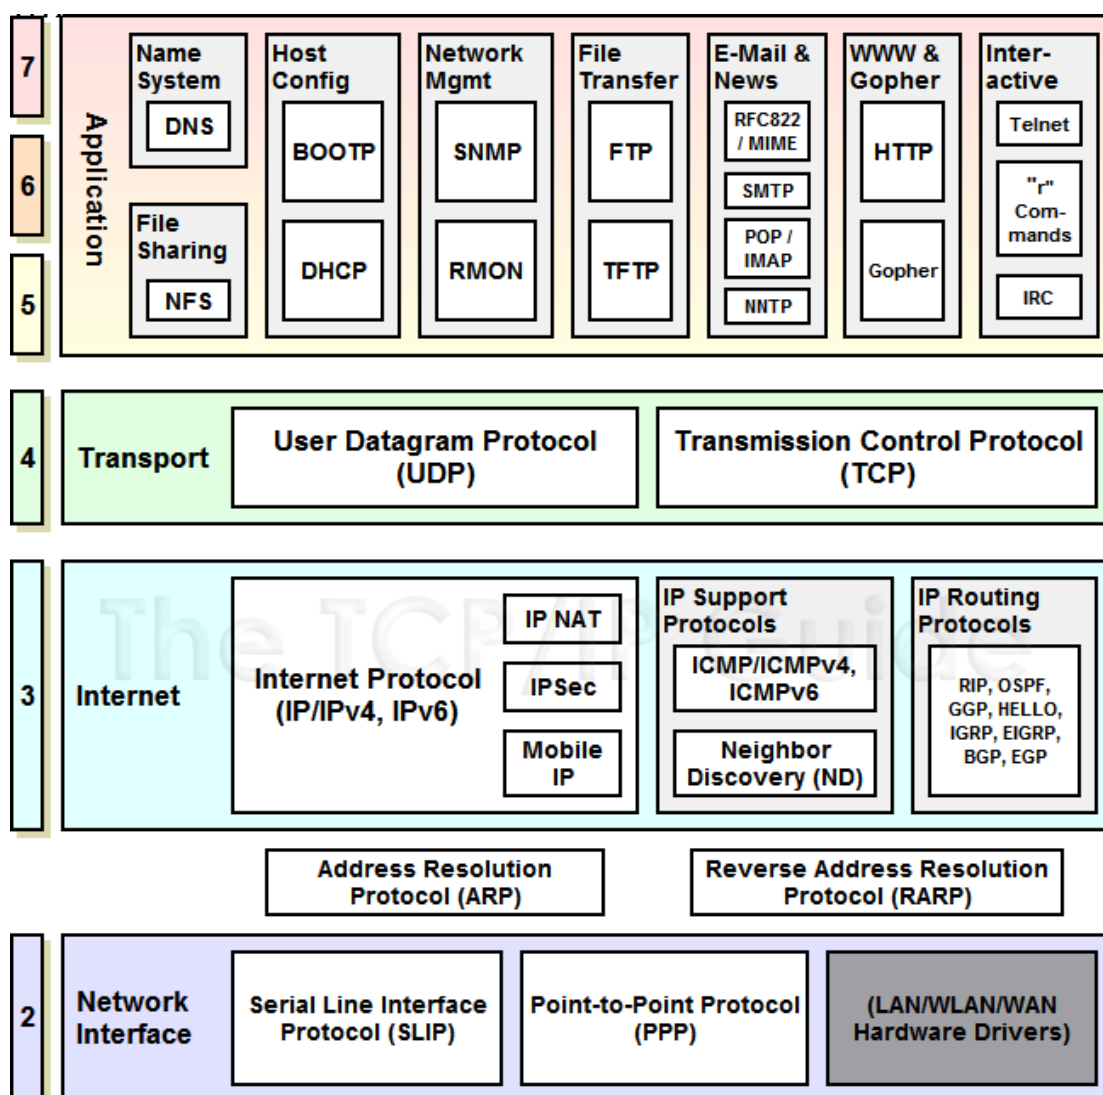 7
6
5
Application
Name
System
DNS
File
Sharing
NFS
Host
Config
BOOTP
DHCP
Network
Mgmt
SNMP
RMON
File
Transfer
FTP
TFTP
E-Mail &
News
RFC822
/ MIME
SMTP
POP /
IMAP
NNTP
WWW &
Gopher
HTTP
Gopher
Inter-
active
Telnet
"r"
Com-
mands
IRC
4
Transport
User Datagram Protocol
(UDP)
Transmission Control Protocol
(TCP)
The TCP/IP Guide
3
Internet
Internet Protocol
(IP/IPv4, IPv6)
IP NAT
IPSec
Mobile
IP
IP Support
Protocols
ICMP/ICMPv4,
ICMPv6
Neighbor
Discovery (ND)
IP Routing
Protocols
RIP, OSPF,
GGP, HELLO,
IGRP, EIGRP,
BGP, EGP
Address Resolution
Protocol (ARP)
Reverse Address Resolution
Protocol (RARP)
2
Network
Interface
Serial Line Interface
Protocol (SLIP)
Point-to-Point Protocol
(PPP)
(LAN/WLAN/WAN
Hardware Drivers)